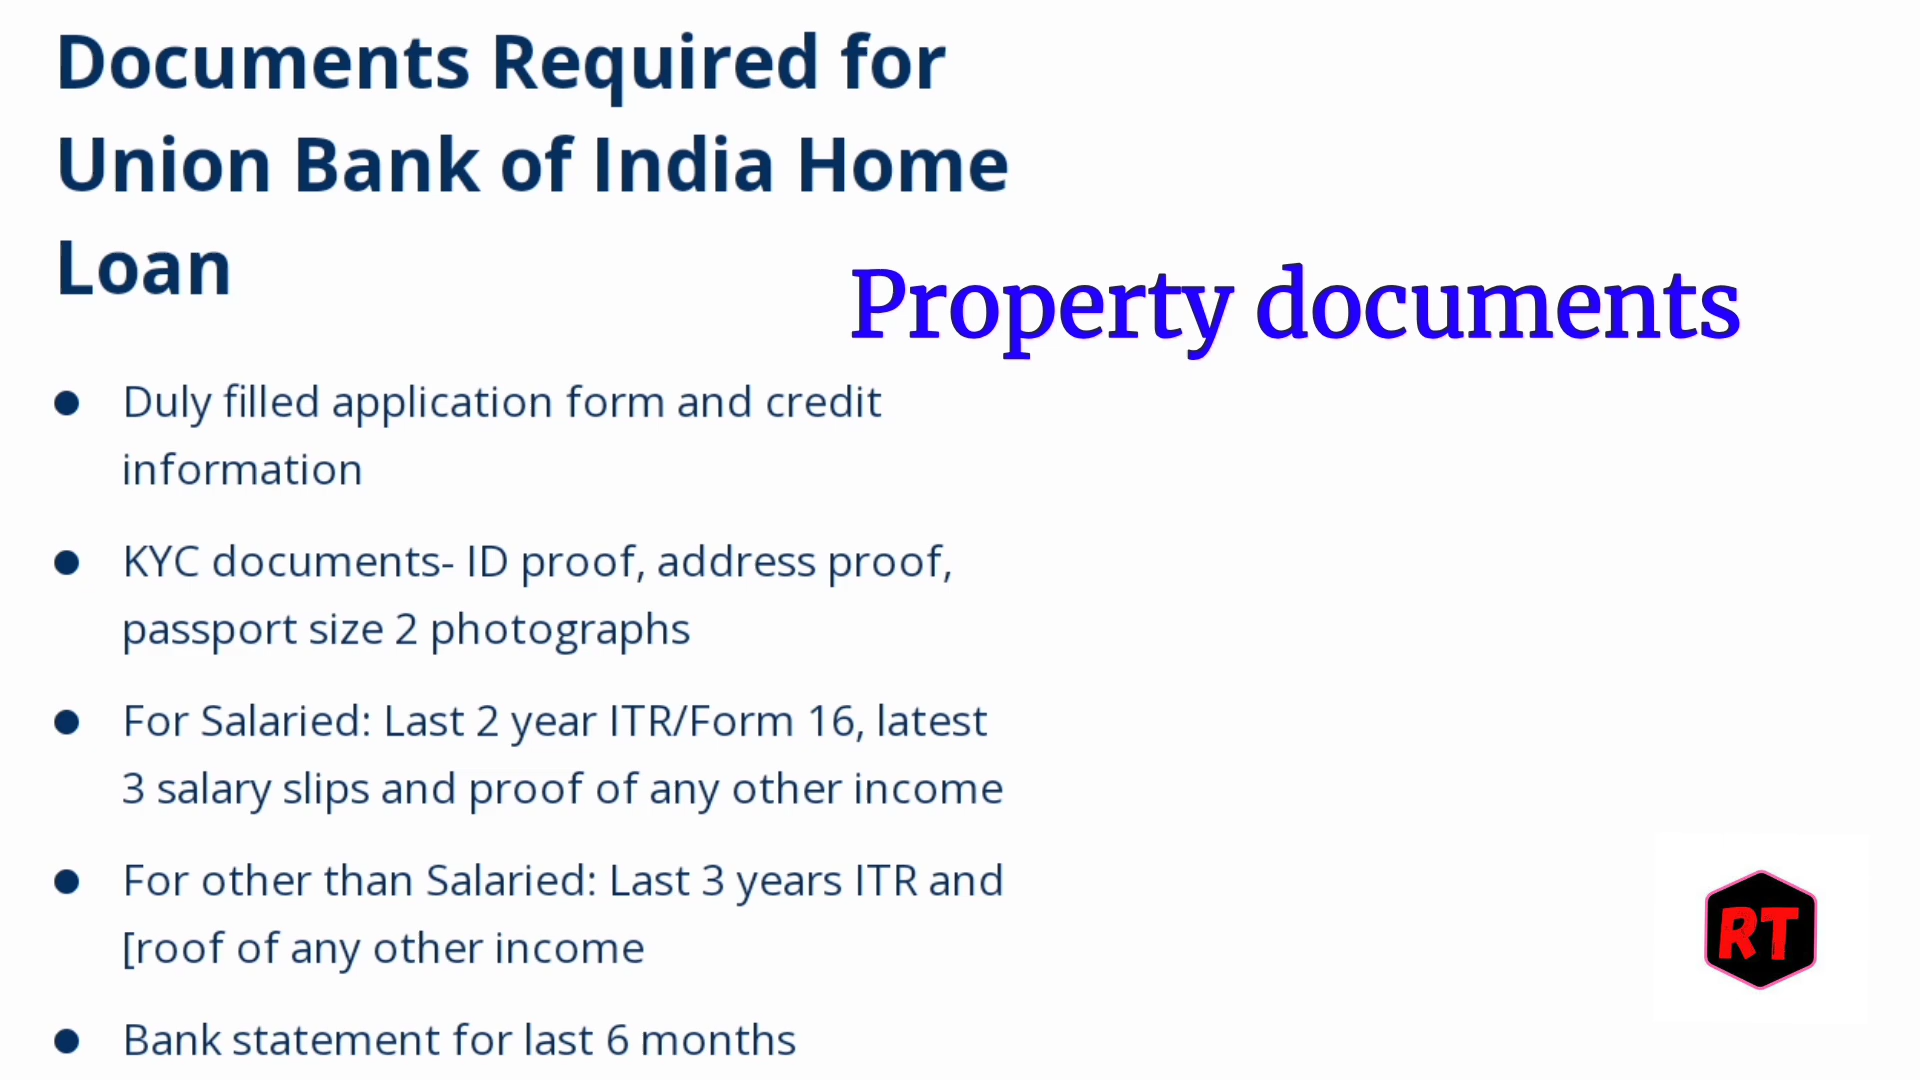 Documents Required for
Union Bank of India Home
Loan
Property documents
Duly filled application form and credit
information
KYC documents- ID proof, address proof,
passport size 2 photographs
For Salaried: Last 2 year ITR/Form 16, latest
3 salary slips and proof of any other income
For other than Salaried: Last 3 years ITR and
[roof of any other income
Bank statement for last 6 months
RT